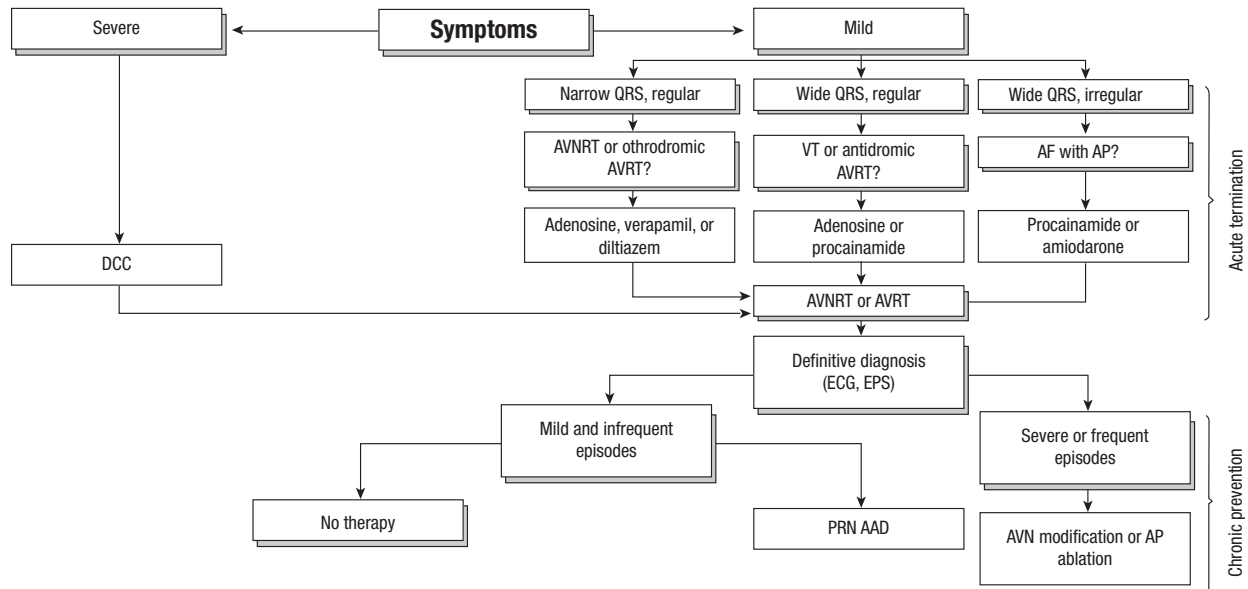 Severe
Symptoms
Mild
Narrow QRS, regular
Wide QRS, regular
Wide QRS, irregular
AVNRT or othrodromic
AVRT?
VT or antidromic
AVRT?
AF with AP?
Adenosine, verapamil, or
diltiazem
Adenosine or
procainamide
Procainamide or
amiodarone
DCC
AVNRT or AVRT
Acute termination
Definitive diagnosis
(ECG, EPS)
Mild and infrequent
episodes
Severe or frequent
episodes
No therapy
PRN AAD
AVN modification or AP
ablation
Chronic prevention